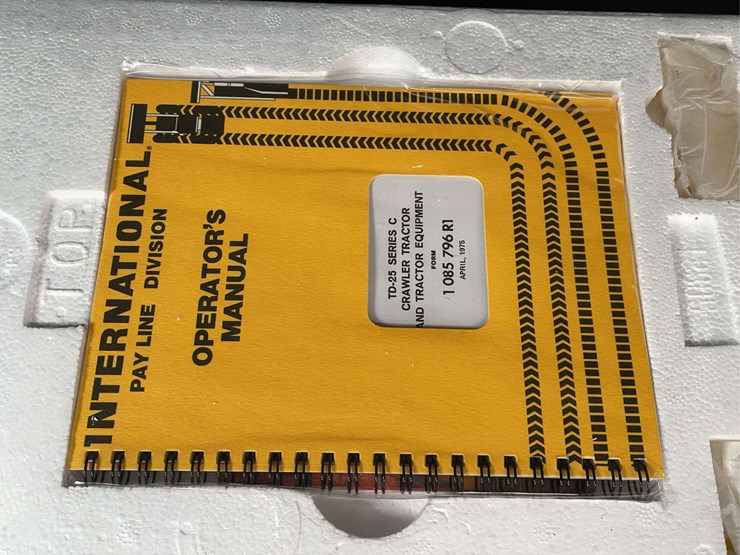 INTERNATIONAL®
PAY LINE DIVISION
OPERATOR'S
MANUAL
TD-25 SERIES C
CRAWLER TRACTOR
AND TRACTOR EQUIPMENT
FORM
1 085 796 R1
APRIL, 1975
TOP